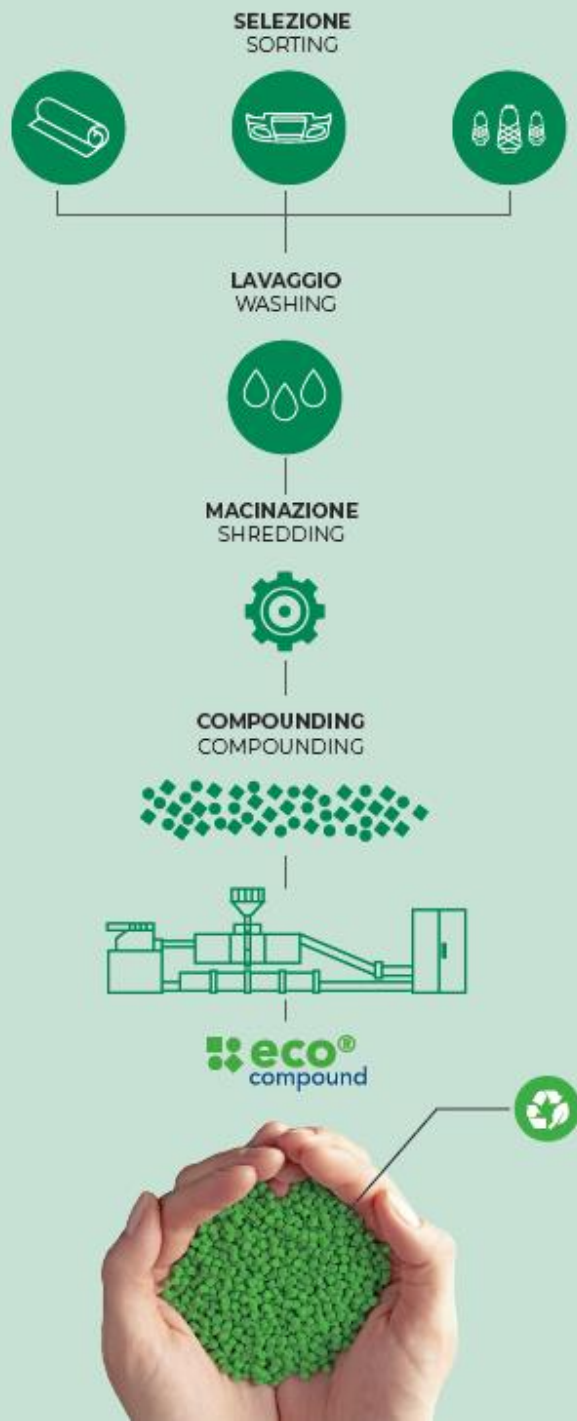 SELEZIONE
SORTING
LAVAGGIO
WASHING
MACINAZIONE
SHREDDING
COMPOUNDING
COMPOUNDING
eco®
compound